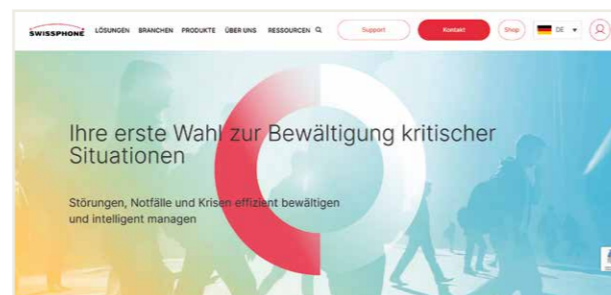 SWISSPHONE
LÖSUNGEN BRANCHEN PRODUKTE ÜBER UNS RESSOURCEN Support Kontakt Shop DE
Ihre erste Wahl zur Bewältigung kritischer
Situationen
Störungen, Notfälle und Krisen effizient bewältigen
und intelligent managen